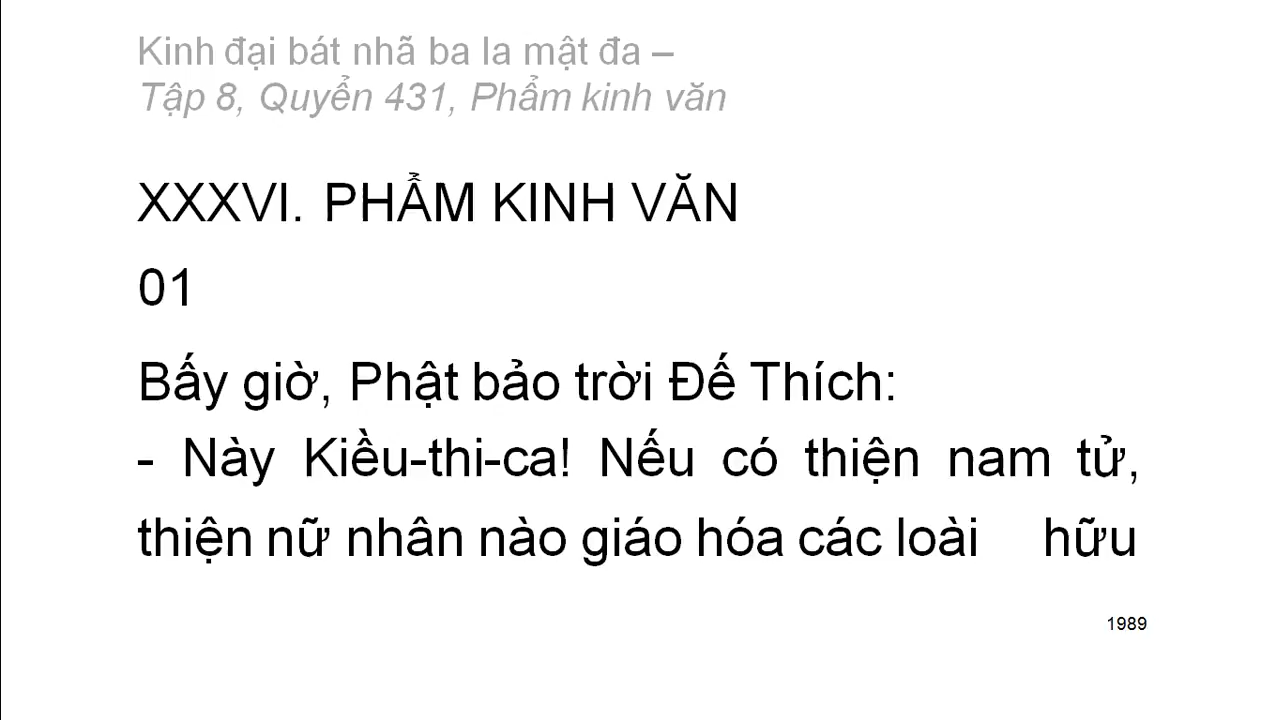 Kinh đại bát nhã ba la mật đa –
Tập 8, Quyển 431, Phẩm kinh văn
XXXVI. PHẨM KINH VĂN
01
Bấy giờ, Phật bảo trời Đế Thích:
- Này Kiều-thi-ca! Nếu có thiện nam tử,
thiện nữ nhân nào giáo hóa các loài hữu
1989